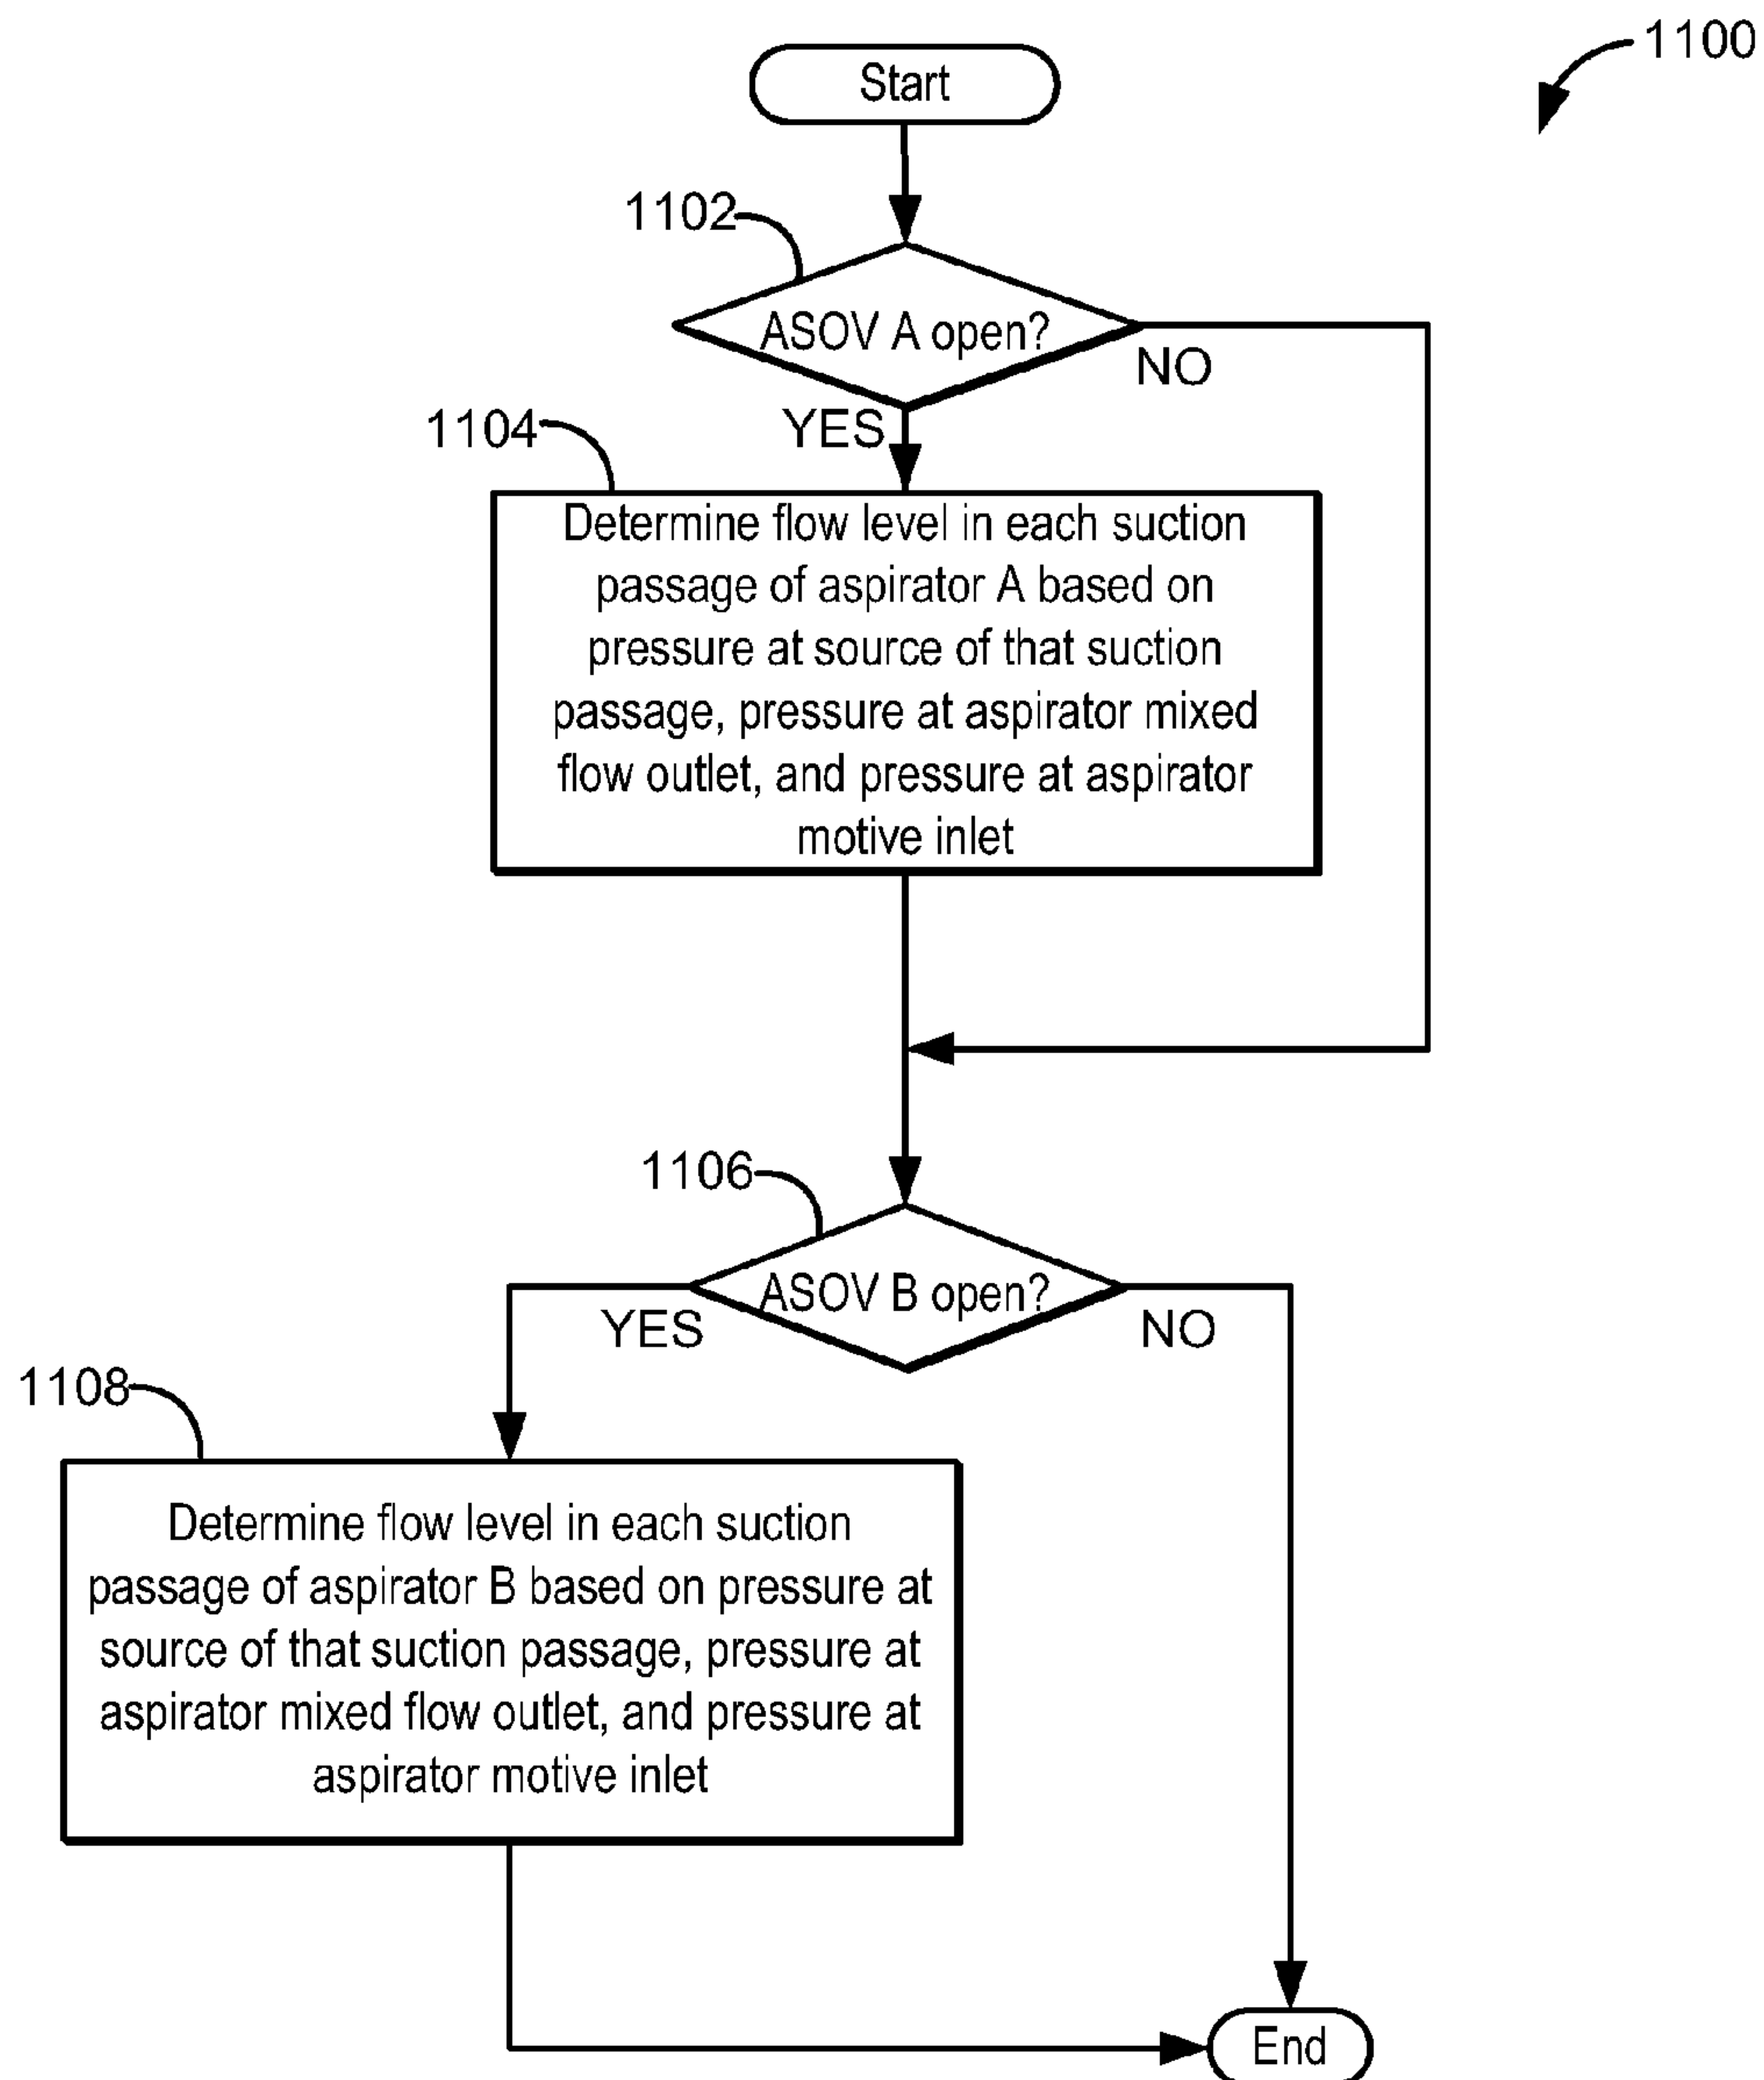 1100
Start
1102
ASOV A open?
NO
YES
1104
Determine flow level in each suction
passage of aspirator A based on
pressure at source of that suction
passage, pressure at aspirator mixed
flow outlet, and pressure at aspirator
motive inlet
1106
ASOV B open?
YES
NO
1108
Determine flow level in each suction
passage of aspirator B based on pressure at
source of that suction passage, pressure at
aspirator mixed flow outlet, and pressure at
aspirator motive inlet
End